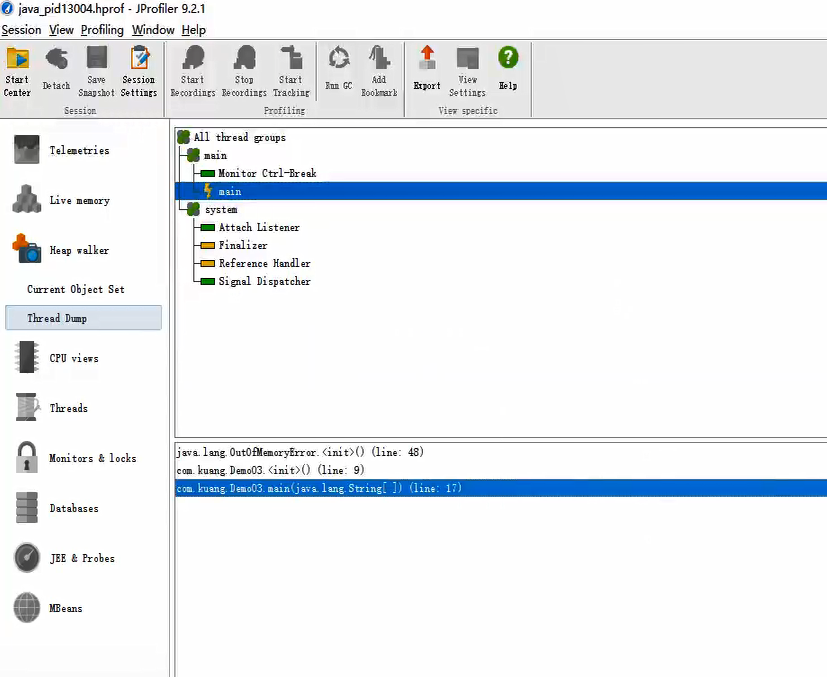 java_pid13004.hprof - JProfiler 9.2.1
Session View Profiling Window Help
Start Center
Detach
Save Snapshot
Session Settings
Start Recordings
Stop Recordings
Start Tracking
Run GC
Add Bookmark
Export
View Settings
Help
Session
Profiling
View specific
Telemetries
Live memory
Heap walker
Current Object Set
Thread Dump
CPU views
Threads
Monitors & locks
Databases
JEE & Probes
MBeans
All thread groups
main
Monitor Ctrl-Break
main
system
Attach Listener
Finalizer
Reference Handler
Signal Dispatcher
java.lang.OutOfMemoryError.<init>() (line: 48)
com.kuang.Demo03.<init>() (line: 9)
com.kuang.Demo03.main(java.lang.String[ ]) (line: 17)